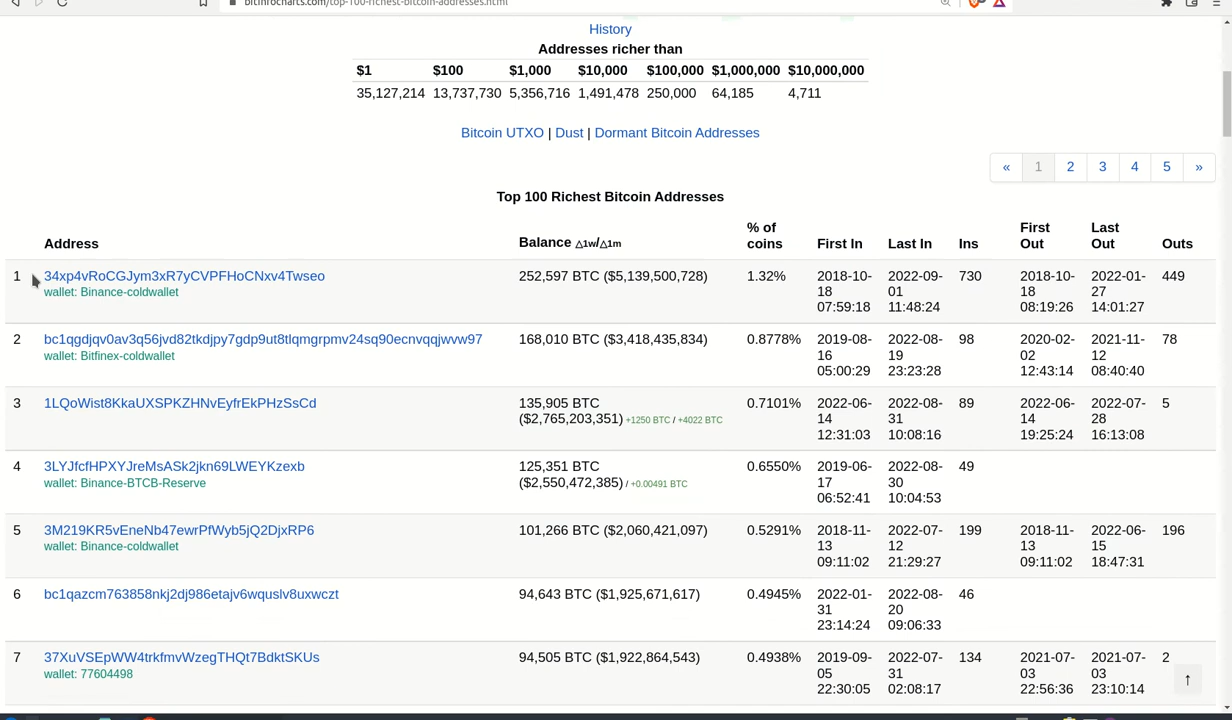 bitinfocharts.com/top-100-richest-bitcoin-addresses.html
History
Addresses richer than
$1 $100 $1,000 $10,000 $100,000 $1,000,000 $10,000,000
35,127,214 13,737,730 5,356,716 1,491,478 250,000 64,185 4,711
Bitcoin UTXO | Dust | Dormant Bitcoin Addresses
« 1 2 3 4 5 »
Top 100 Richest Bitcoin Addresses
Address Balance △1w/△1m % of coins First In Last In Ins First Out Last Out Outs
1 34xp4vRoCGJym3xR7yCVPFHoCNxv4Twseo 252,597 BTC ($5,139,500,728) 1.32% 2018-10-18 07:59:18 2022-09-01 11:48:24 730 2018-10-18 08:19:26 2022-01-27 14:01:27 449
wallet: Binance-coldwallet
2 bc1qgdjqv0av3q56jvd82tkdjpy7gdp9ut8tlqmgrpmv24sq90ecnvqqjwvw97 168,010 BTC ($3,418,435,834) 0.8778% 2019-08-16 05:00:29 2022-08-19 23:23:28 98 2020-02-02 12:43:14 2021-11-12 08:40:40 78
wallet: Bitfinex-coldwallet
3 1LQoWist8KkaUXSPKZHNvEyfrEkPHzSsCd 135,905 BTC ($2,765,203,351) +1250 BTC / +4022 BTC 0.7101% 2022-06-14 12:31:03 2022-08-31 10:08:16 89 2022-06-14 19:25:24 2022-07-28 16:13:08 5
4 3LYJfcfHPXYJreMsASk2jkn69LWEYKzexb 125,351 BTC ($2,550,472,385) / +0.00491 BTC 0.6550% 2019-06-17 06:52:41 2022-08-30 10:04:53 49
wallet: Binance-BTCB-Reserve
5 3M219KR5vEneNb47ewrPfWyb5jQ2DjxRP6 101,266 BTC ($2,060,421,097) 0.5291% 2018-11-13 09:11:02 2022-07-12 21:29:27 199 2018-11-13 09:11:02 2022-06-15 18:47:31 196
wallet: Binance-coldwallet
6 bc1qazcm763858nkj2dj986etajv6wquslv8uxwczt 94,643 BTC ($1,925,671,617) 0.4945% 2022-01-31 23:14:24 2022-08-20 09:06:33 46
7 37XuVSEpWW4trkfmvWzegTHQt7BdktSKUs 94,505 BTC ($1,922,864,543) 0.4938% 2019-09-05 22:30:05 2022-07-31 02:08:17 134 2021-07-03 22:56:36 2021-07-03 23:10:14 2
wallet: 77604498
↑